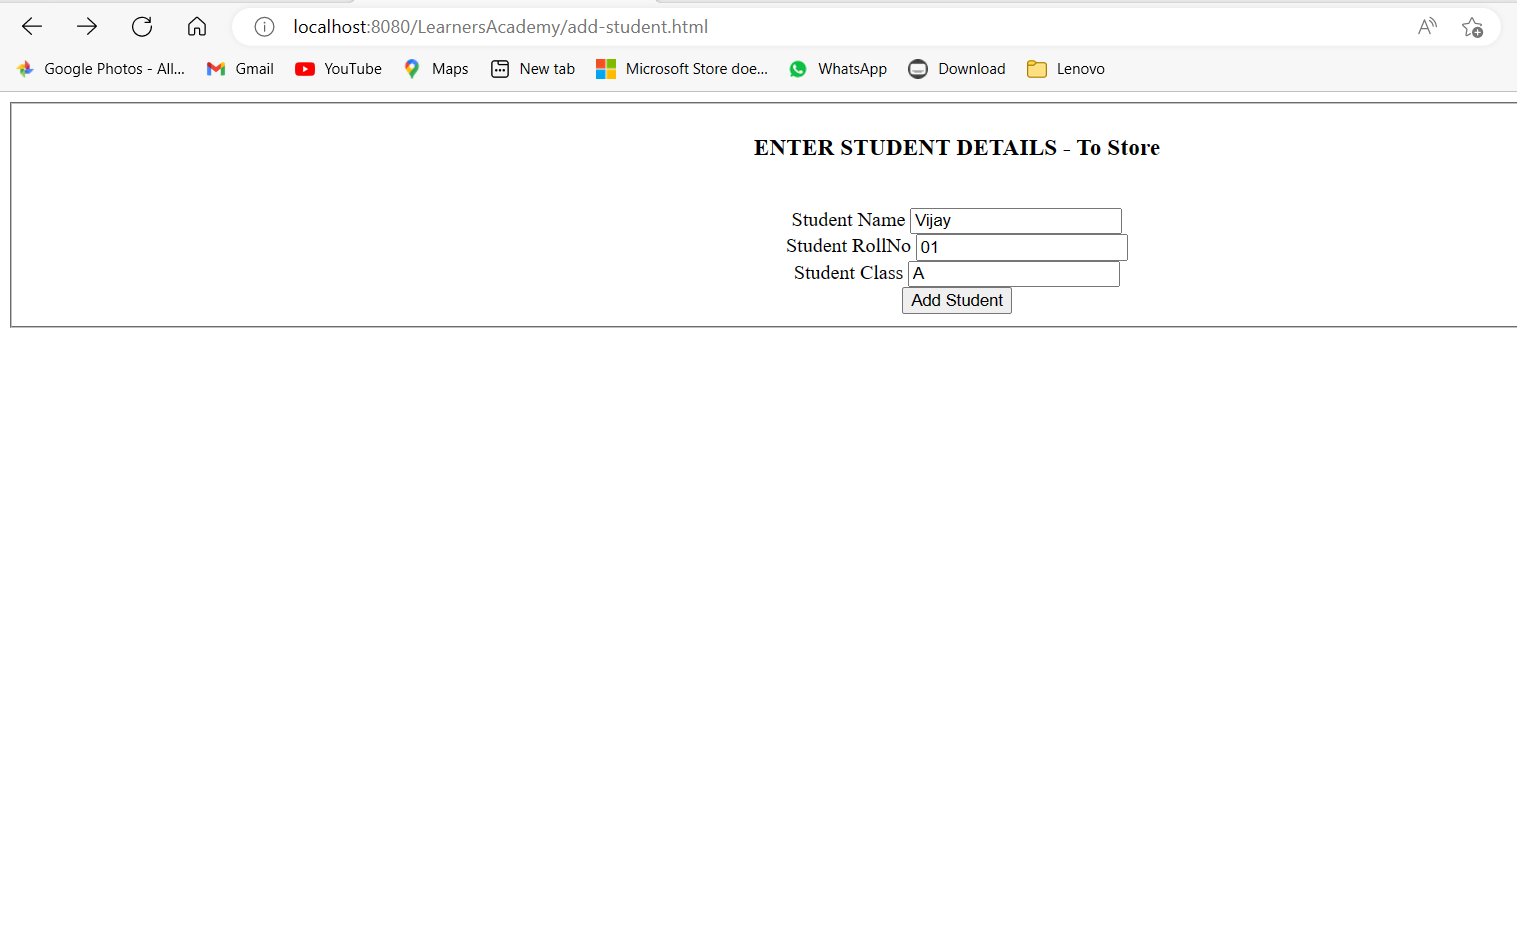 localhost:8080/LearnersAcademy/add-student.html
Google Photos - All... Gmail YouTube Maps New tab Microsoft Store doe... WhatsApp Download Lenovo
ENTER STUDENT DETAILS - To Store
Student Name Vijay
Student RollNo 01
Student Class A
Add Student